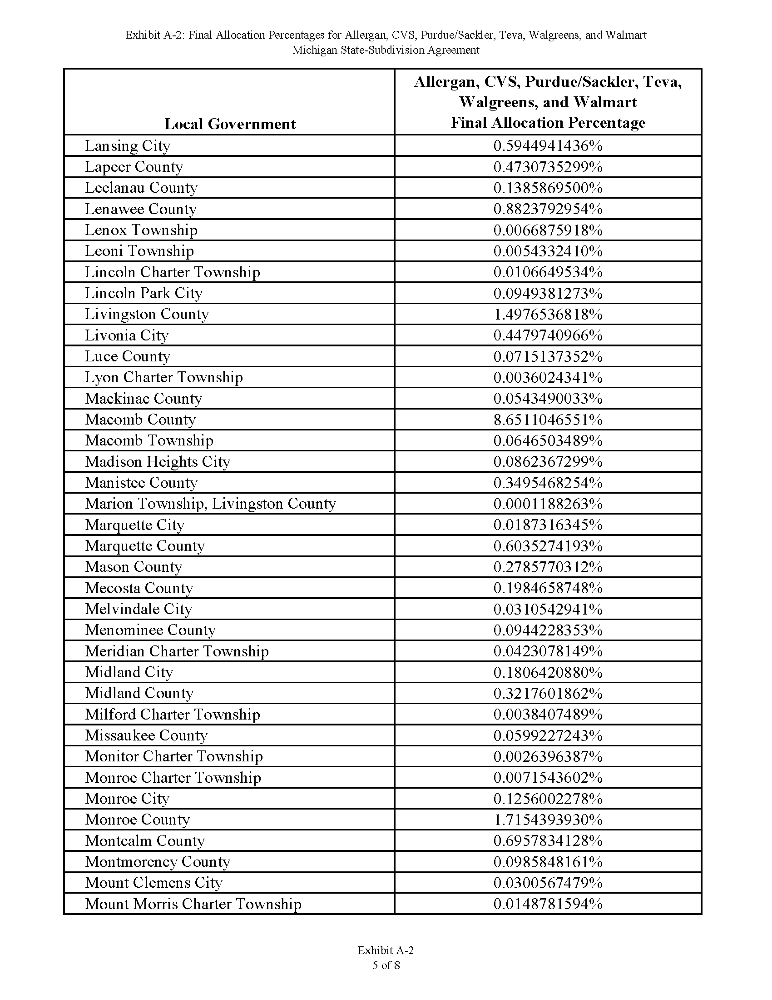 Exhibit A-2: Final Allocation Percentages for Allergan, CVS, Purdue/Sackler, Teva, Walgreens, and Walmart
Michigan State-Subdivision Agreement
Local Government
Allergan, CVS, Purdue/Sackler, Teva,
Walgreens, and Walmart
Final Allocation Percentage
Lansing City 0.5944941436%
Lapeer County 0.4730735299%
Leelanau County 0.1385869500%
Lenawee County 0.8823792954%
Lenox Township 0.0066875918%
Leoni Township 0.0054332410%
Lincoln Charter Township 0.0106649534%
Lincoln Park City 0.0949381273%
Livingston County 1.4976536818%
Livonia City 0.4479740966%
Luce County 0.0715137352%
Lyon Charter Township 0.0036024341%
Mackinac County 0.0543490033%
Macomb County 8.6511046551%
Macomb Township 0.0646503489%
Madison Heights City 0.0862367299%
Manistee County 0.3495468254%
Marion Township, Livingston County 0.0001188263%
Marquette City 0.0187316345%
Marquette County 0.6035274193%
Mason County 0.2785770312%
Mecosta County 0.1984658748%
Melvindale City 0.0310542941%
Menominee County 0.0944228353%
Meridian Charter Township 0.0423078149%
Midland City 0.1806420880%
Midland County 0.3217601862%
Milford Charter Township 0.0038407489%
Missaukee County 0.0599227243%
Monitor Charter Township 0.0026396387%
Monroe Charter Township 0.0071543602%
Monroe City 0.1256002278%
Monroe County 1.7154393930%
Montcalm County 0.6957834128%
Montmorency County 0.0985848161%
Mount Clemens City 0.0300567479%
Mount Morris Charter Township 0.0148781594%
Exhibit A-2
5 of 8